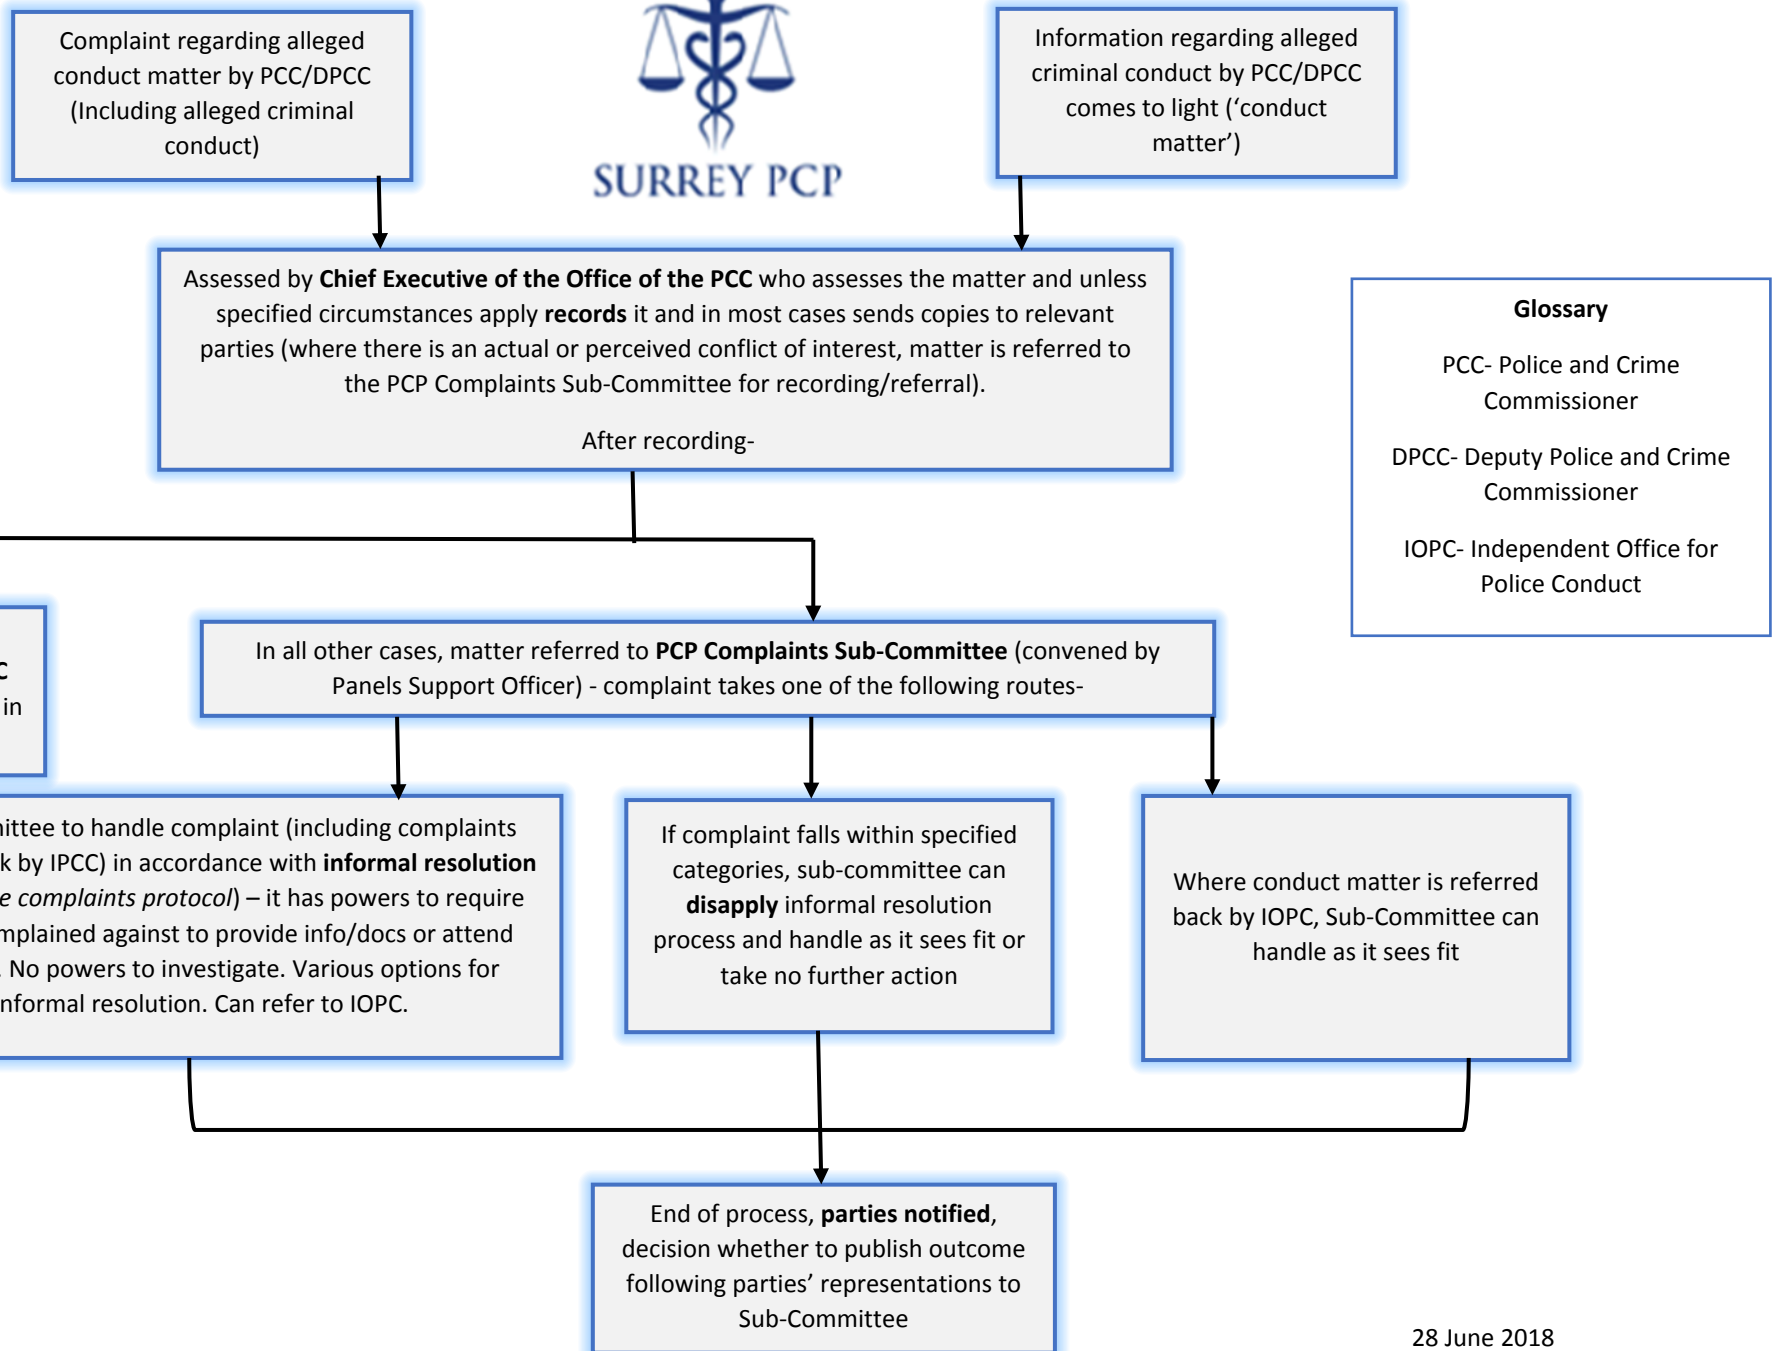 Complaint regarding alleged
conduct matter by PCC/DPCC
(Including alleged criminal
conduct)
SURREY PCP
Information regarding alleged
criminal conduct by PCC/DPCC
comes to light (‘conduct
matter’)
Assessed by Chief Executive of the Office of the PCC who assesses the matter and unless
specified circumstances apply records it and in most cases sends copies to relevant
parties (where there is an actual or perceived conflict of interest, matter is referred to
the PCP Complaints Sub-Committee for recording/referral).
After recording-
Glossary
PCC- Police and Crime
Commissioner
DPCC- Deputy Police and Crime
Commissioner
IOPC- Independent Office for
Police Conduct
in
In all other cases, matter referred to PCP Complaints Sub-Committee (convened by
Panels Support Officer) - complaint takes one of the following routes-
to handle complaint (including complaints
by IPCC) in accordance with informal resolution
complaints protocol) – it has powers to require
against to provide info/docs or attend
. No powers to investigate. Various options for
informal resolution. Can refer to IOPC.
If complaint falls within specified
categories, sub-committee can
disapply informal resolution
process and handle as it sees fit or
take no further action
Where conduct matter is referred
back by IOPC, Sub-Committee can
handle as it sees fit
End of process, parties notified,
decision whether to publish outcome
following parties’ representations to
Sub-Committee
28 June 2018